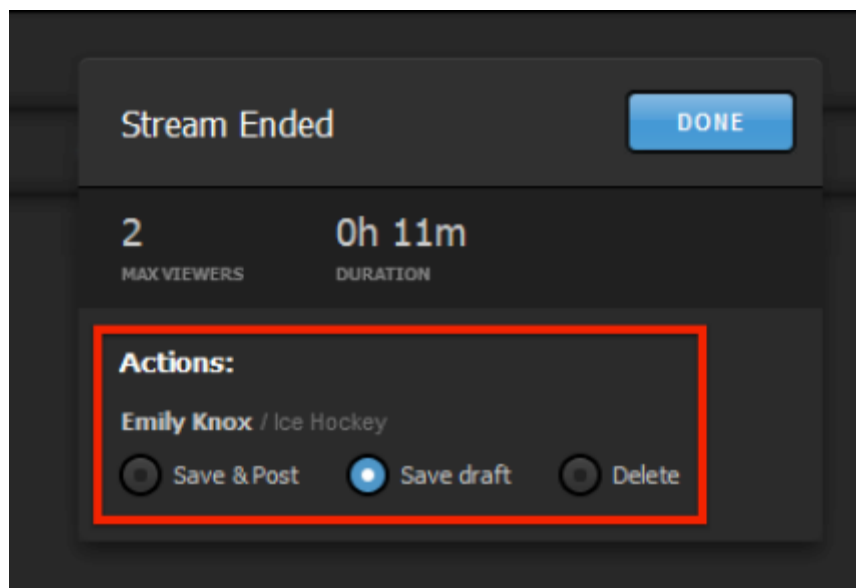 Stream Ended
DONE
2
MAX VIEWERS
0h 11m
DURATION
Actions:
Emily Knox / Ice Hockey
Save & Post
Save draft
Delete